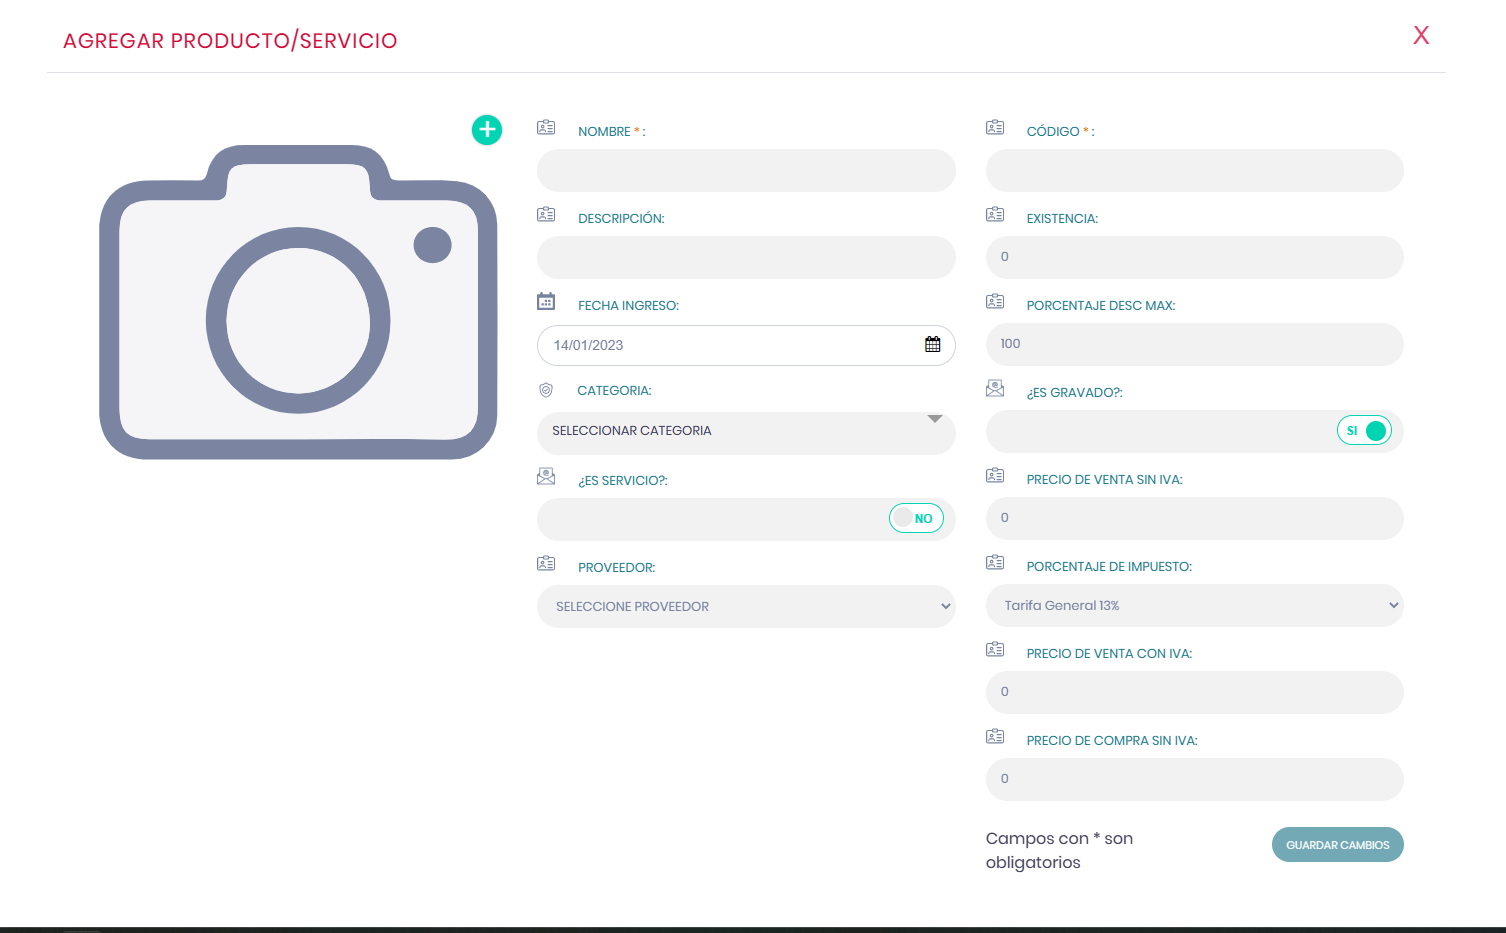 AGREGAR PRODUCTO/SERVICIO
X
NOMBRE * :
DESCRIPCIÓN:
FECHA INGRESO:
14/01/2023
CATEGORIA:
SELECCIONAR CATEGORIA
¿ES SERVICIO?:
NO
PROVEEDOR:
SELECCIONE PROVEEDOR
CÓDIGO * :
EXISTENCIA:
0
PORCENTAJE DESC MAX:
100
¿ES GRAVADO?:
SI
PRECIO DE VENTA SIN IVA:
0
PORCENTAJE DE IMPUESTO:
Tarifa General 13%
PRECIO DE VENTA CON IVA:
0
PRECIO DE COMPRA SIN IVA:
0
Campos con * son
obligatorios
GUARDAR CAMBIOS